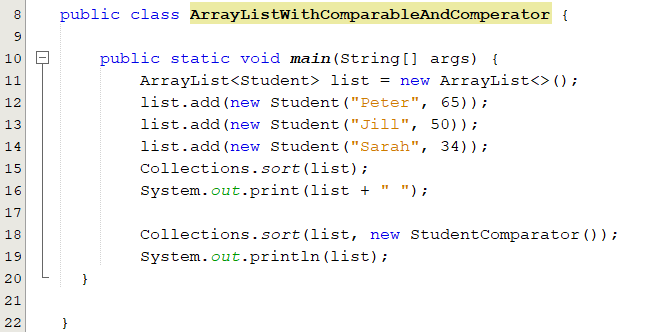 8 public class ArrayListWithComparableAndComperator {
9
10 public static void main(String[] args) {
11 ArrayList<Student> list = new ArrayList<>();
12 list.add(new Student("Peter", 65));
13 list.add(new Student("Jill", 50));
14 list.add(new Student("Sarah", 34));
15 Collections.sort(list);
16 System.out.print(list + " ");
17
18 Collections.sort(list, new StudentComparator());
19 System.out.println(list);
20 }
21
22 }